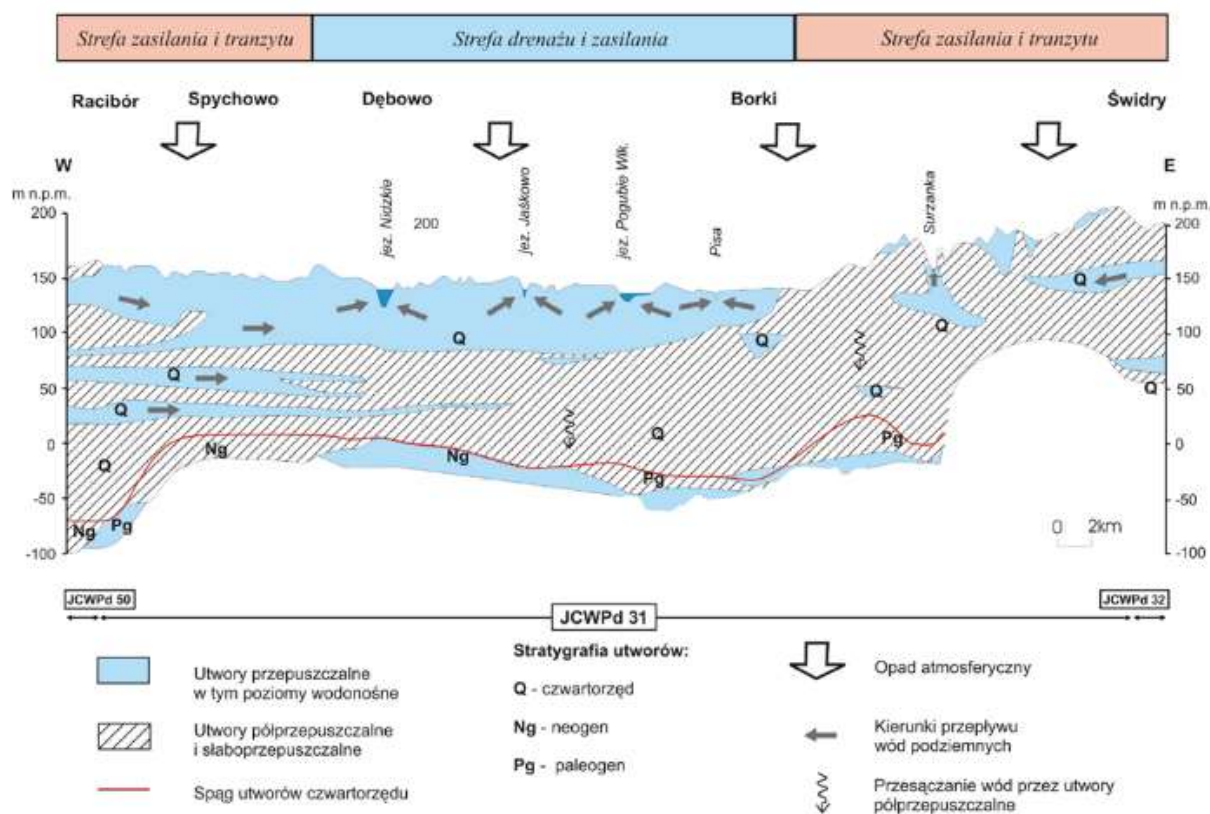 Strefa zasilania i tranzytu
Strefa drenażu i zasilania
Strefa zasilania i tranzytu
Racibór
Spychowo
Dębowo
Borki
Świdry
W
E
m n.p.m.
m n.p.m.
jez. Nidzkie
200
jez. Jaśkowo
jez. Pogubie Wlk.
Pisa
Surzanka
200
150
100
50
0
-50
-100
200
150
100
50
0
-50
-100
Q
Q
Q
Q
Q
Q
Q
Q
Q
Q
Q
Ng
Ng
Ng
Pg
Pg
Pg
0 2km
JCWPd 50
JCWPd 31
JCWPd 32
Utwory przepuszczalne
w tym poziomy wodonośne
Utwory półprzepuszczalne
i słaboprzepuszczalne
Spąg utworów czwartorzędu
Stratygrafia utworów:
Q - czwartorzęd
Ng - neogen
Pg - paleogen
Opad atmosferyczny
Kierunki przepływu
wód podziemnych
Przesączanie wód przez utwory
półprzepuszczalne